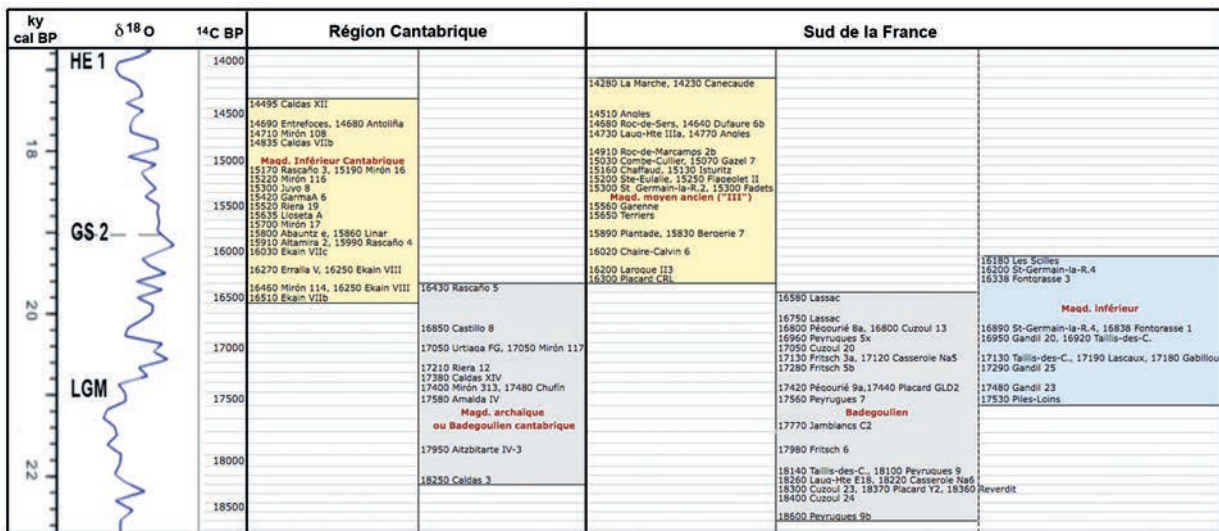 ky
cal BP
δ 18 O
14C BP
Région Cantabrique
Sud de la France
HE 1
GS 2
LGM
18
20
22
14000
14500
15000
15500
16000
16500
17000
17500
18000
18500
14495 Caldas XII
14690 Entrefoces, 14680 Antoliña
14710 Mirón 108
14835 Caldas VIIb
Magd. Inférieur Cantabrique
15170 Rascaño 3, 15190 Mirón 16
15220 Mirón 116
15300 Juyo 8
15420 GarmaA 6
15520 Riera 19
15635 Lloseta A
15700 Mirón 17
15800 Abauntz e, 15860 Linar
15910 Altamira 2, 15990 Rascaño 4
16030 Ekain VIIc
16270 Erralla V, 16250 Ekain VIII
16460 Mirón 114, 16250 Ekain VIII
16510 Ekain VIIb
16430 Rascaño 5
16850 Castillo 8
17050 Urtiaga FG, 17050 Mirón 117
17210 Riera 12
17380 Caldas XIV
17400 Mirón 313, 17480 Chufín
17580 Amalda IV
Magd. archaïque
ou Badegoulien cantabrique
17950 Aitzbitarte IV-3
18250 Caldas 3
14280 La Marche, 14230 Canecaude
14510 Angles
14680 Roc-de-Sers, 14640 Dufaure 6b
14730 Laug-Hte IIIa, 14770 Angles
14910 Roc-de-Marcamps 2b
15030 Combe-Cullier, 15070 Gazel 7
15160 Chaffaud, 15130 Isturitz
15200 Ste-Eulalie, 15250 Flageolet II
15300 St Germain-la-R.2, 15300 Fadets
Magd. moyen ancien ("III")
15560 Garenne
15650 Terriers
15890 Plantade, 15830 Bergerie 7
16020 Chaire-Calvin 6
16200 Laroque II3
16300 Placard CRL
16580 Lassac
16750 Lassac
16800 Pégourié 8a, 16800 Cuzoul 13
16960 Peyrugues 5x
17050 Cuzoul 20
17130 Fritsch 3a, 17120 Casserole Na5
17280 Fritsch 5b
17420 Pégourié 9a,17440 Placard GLD2
17560 Peyrugues 7
Badegoulien
17770 Jamblancs C2
17980 Fritsch 6
18140 Taillis-des-C., 18100 Peyrugues 9
18260 Laug-Hte E18, 18220 Casserole Na6
18300 Cuzoul 23, 18370 Placard Y2, 18360 Reverdit
18400 Cuzoul 24
18600 Peyrugues 9b
16180 Les Scilles
16200 St-Germain-la-R.4
16338 Fontgrasse 3
Magd. inférieur
16890 St-Germain-la-R.4, 16838 Fontgrasse 1
16950 Gandil 20, 16920 Taillis-des-C.
17130 Taillis-des-C., 17190 Lascaux, 17180 Gabillou
17290 Gandil 25
17480 Gandil 23
17530 Piles-Loins